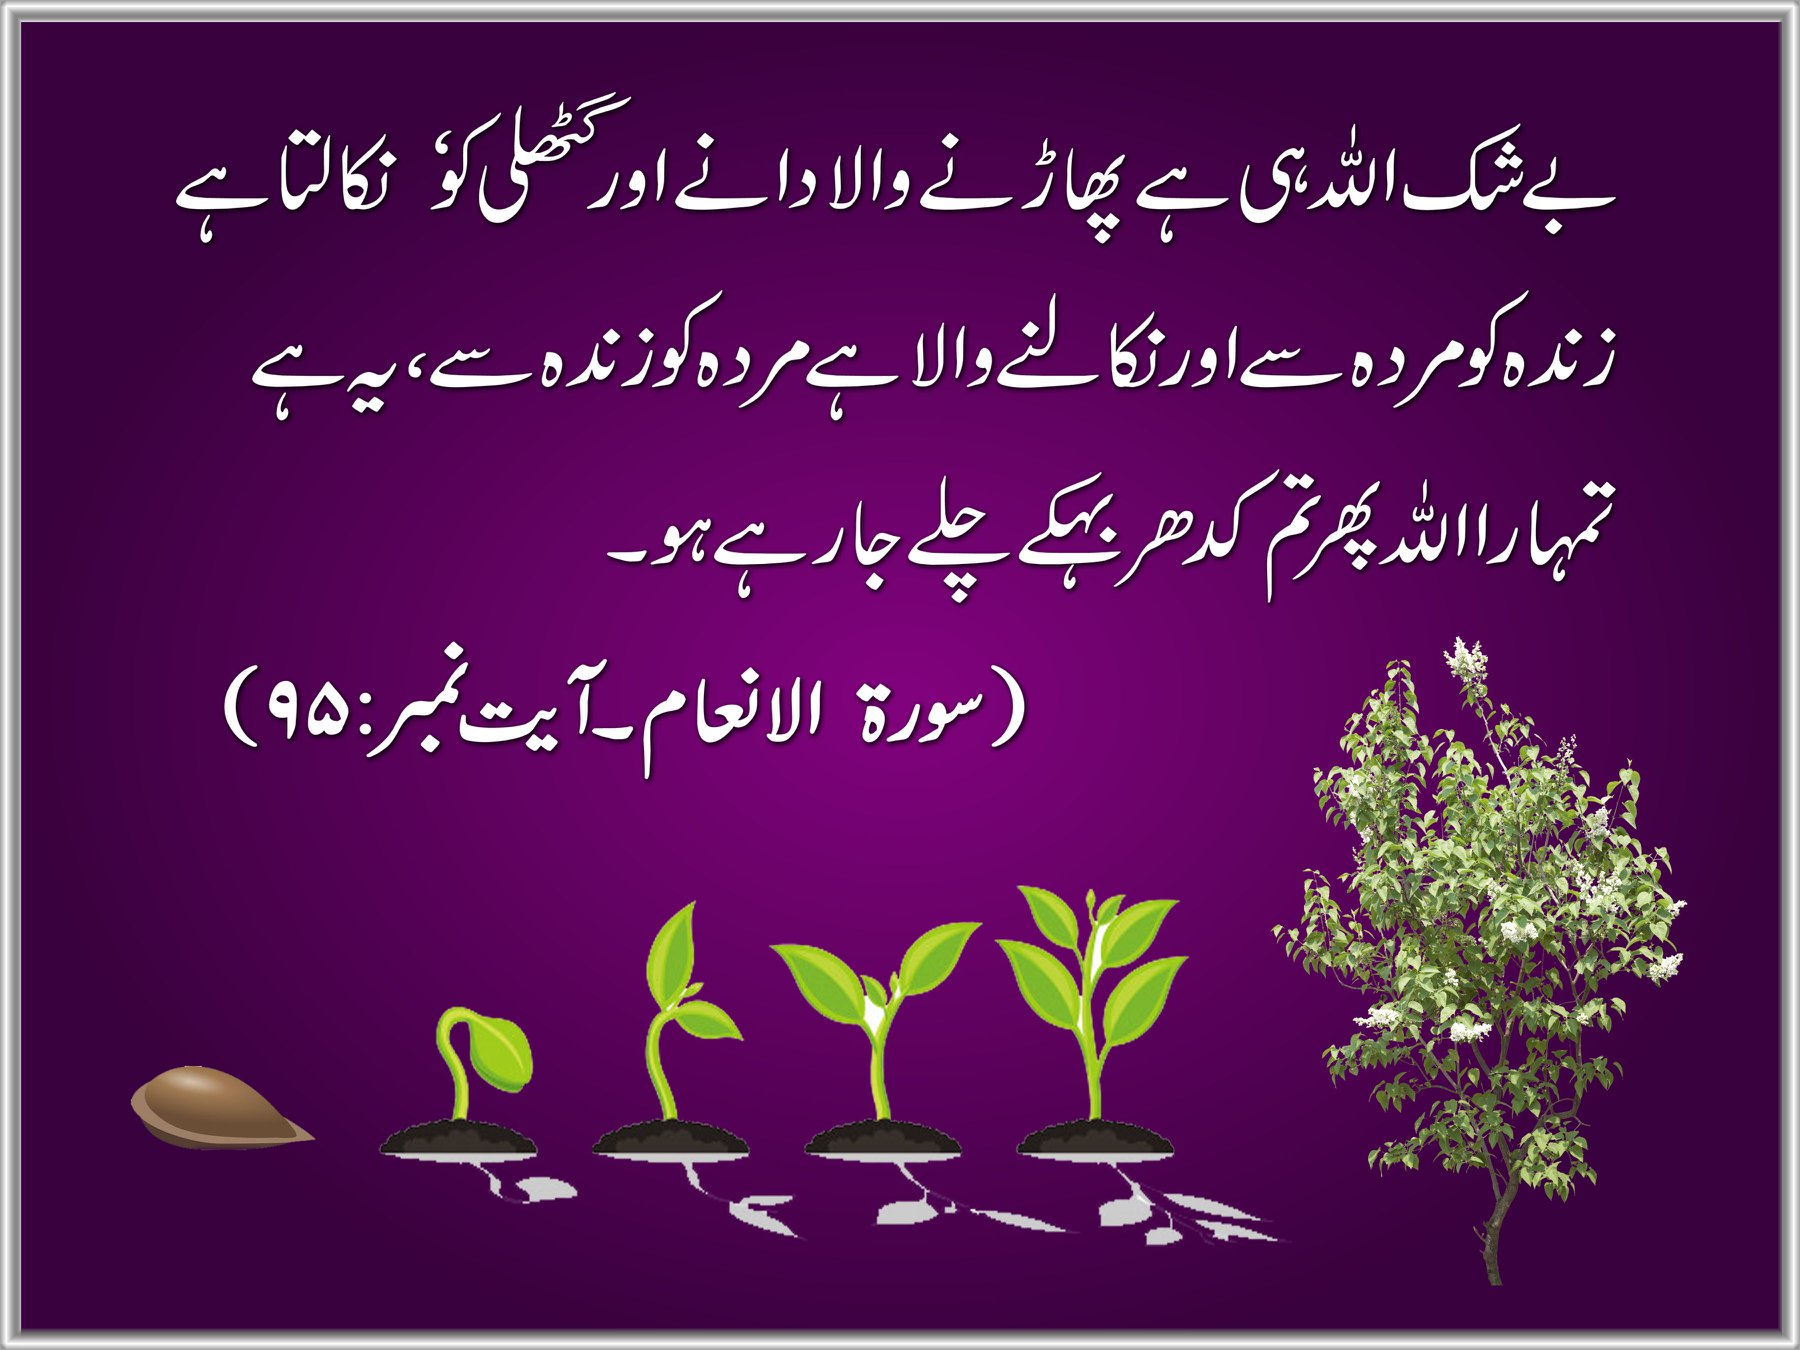 بے شک اللہ ہی ہے پھاڑنے والا دانے اور گٹھلی کو‘ نکالتا ہے
زندہ کو مردہ سے اور نکالنے والا ہے مردہ کو زندہ سے، یہ ہے
تمہارا اللہ پھر تم کدھر بہکے چلے جا رہے ہو۔
(سورۃ الانعام۔آیت نمبر:۹۵)